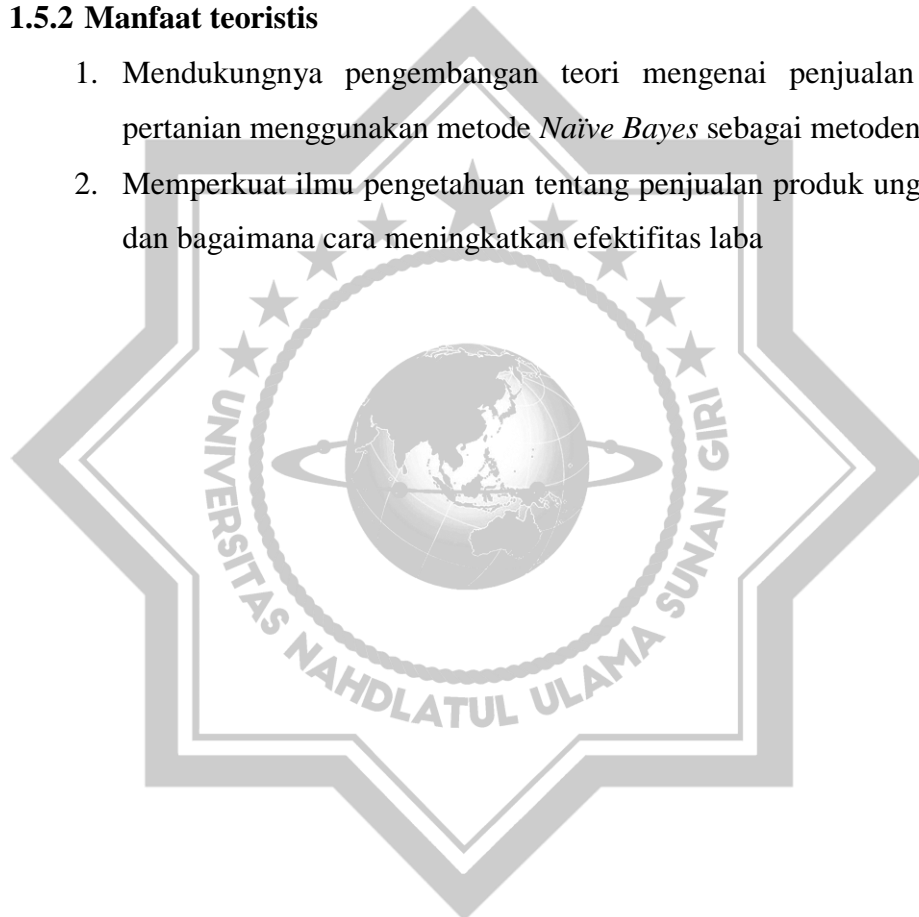 1.5.2 Manfaat teoristis
1. Mendukungnya pengembangan teori mengenai penjualan
pertanian menggunakan metode Naïve Bayes sebagai metoden
2. Memperkuat ilmu pengetahuan tentang penjualan produk ung
dan bagaimana cara meningkatkan efektifitas laba
UNIVERSITAS NAHDLATUL ULAMA SUNAN GIRI